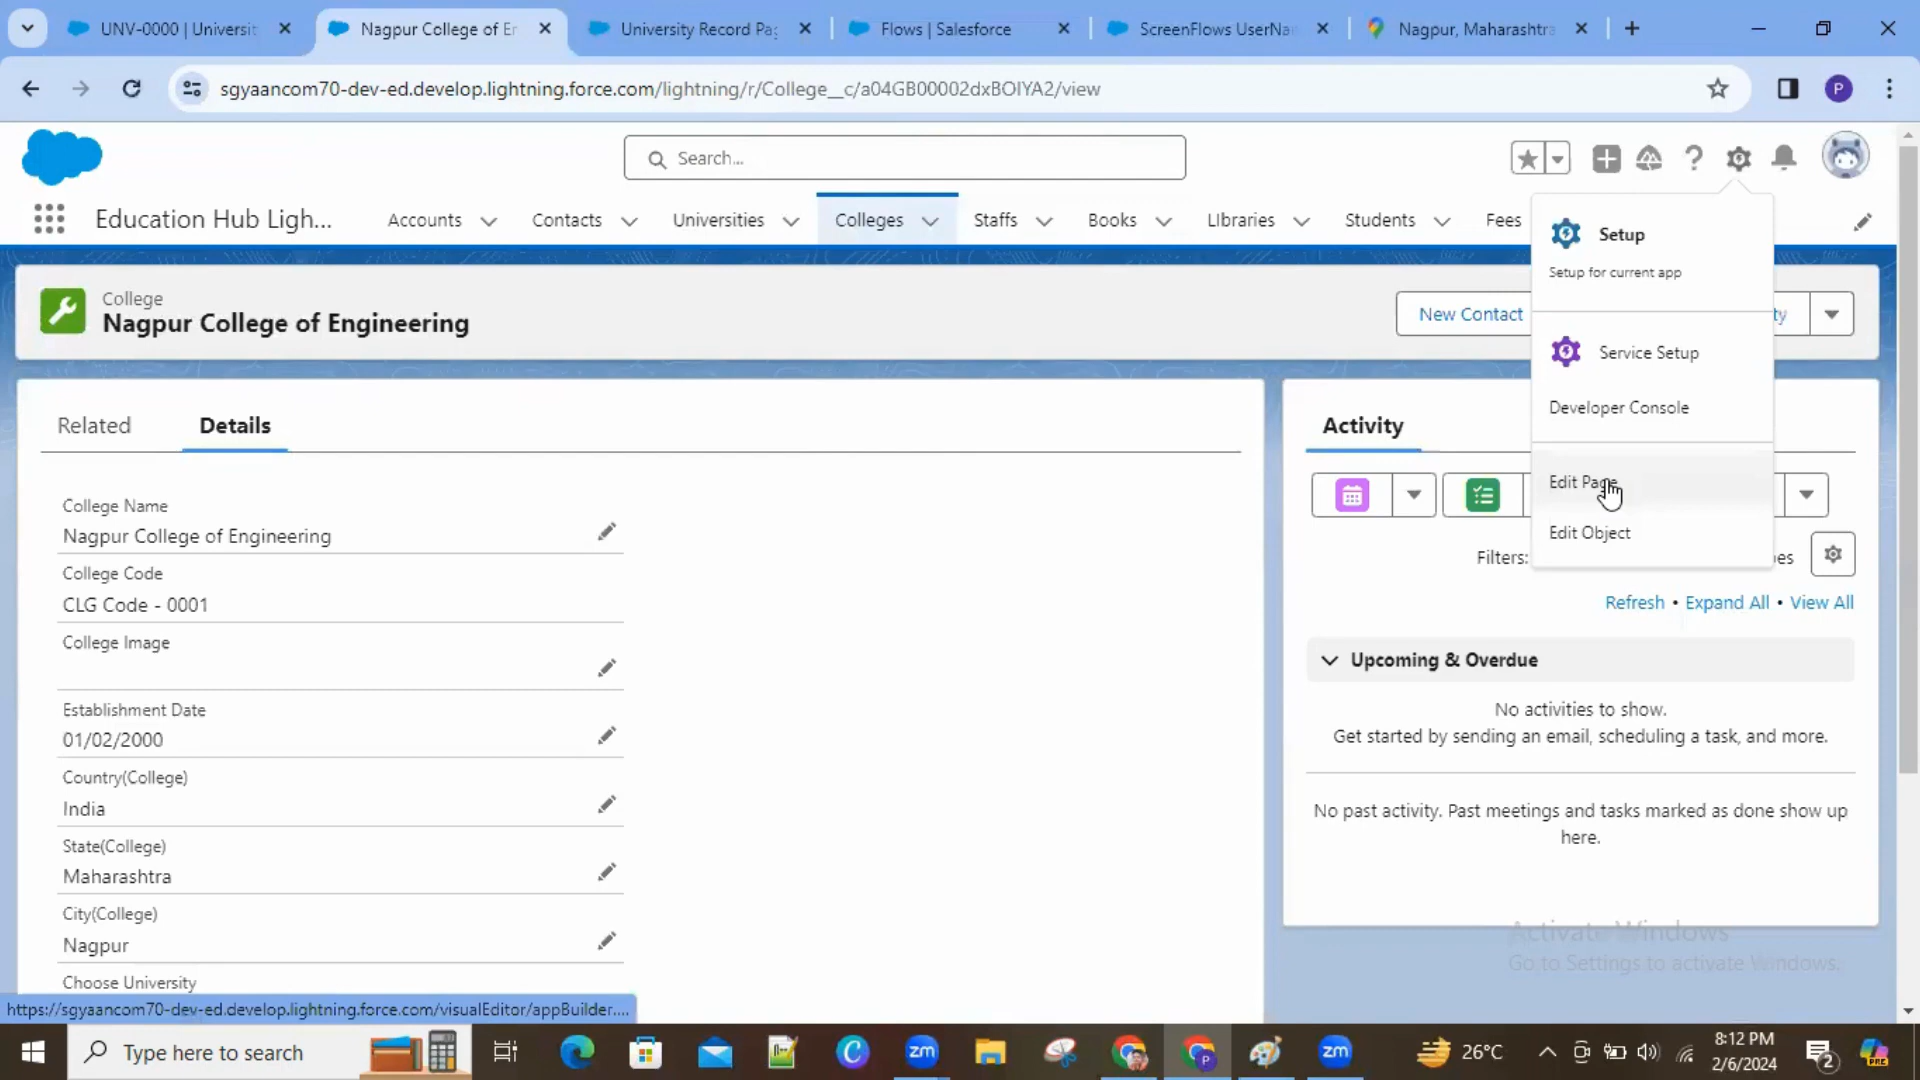 UNV-0000 | Universit
Nagpur College of Er
University Record Pag
Flows | Salesforce
ScreenFlows UserNa
Nagpur, Maharashtra
sgyaancom70-dev-ed.develop.lightning.force.com/lightning/r/College__c/a04GB00002dxBOIYA2/view
P
Search...
Education Hub Ligh...
Accounts
Contacts
Universities
Colleges
Staffs
Books
LIbraries
Students
Fees
Setup
Setup for current app
Service Setup
Developer Console
Edit Page
Edit Object
College
Nagpur College of Engineering
New Contact
ty
Related
Details
Activity
College Name
Nagpur College of Engineering
College Code
CLG Code - 0001
College Image
Establishment Date
01/02/2000
Country(College)
India
State(College)
Maharashtra
City(College)
Nagpur
Choose University
Filters:
es
Refresh • Expand All • View All
Upcoming & Overdue
No activities to show.
Get started by sending an email, scheduling a task, and more.
No past activity. Past meetings and tasks marked as done show up
here.
Activate Windows
Go to Settings to activate Windows.
https://sgyaancom70-dev-ed.develop.lightning.force.com/visualEditor/appBuilder....
Type here to search
zm
zm
26°C
8:12 PM
2/6/2024
2
PRE